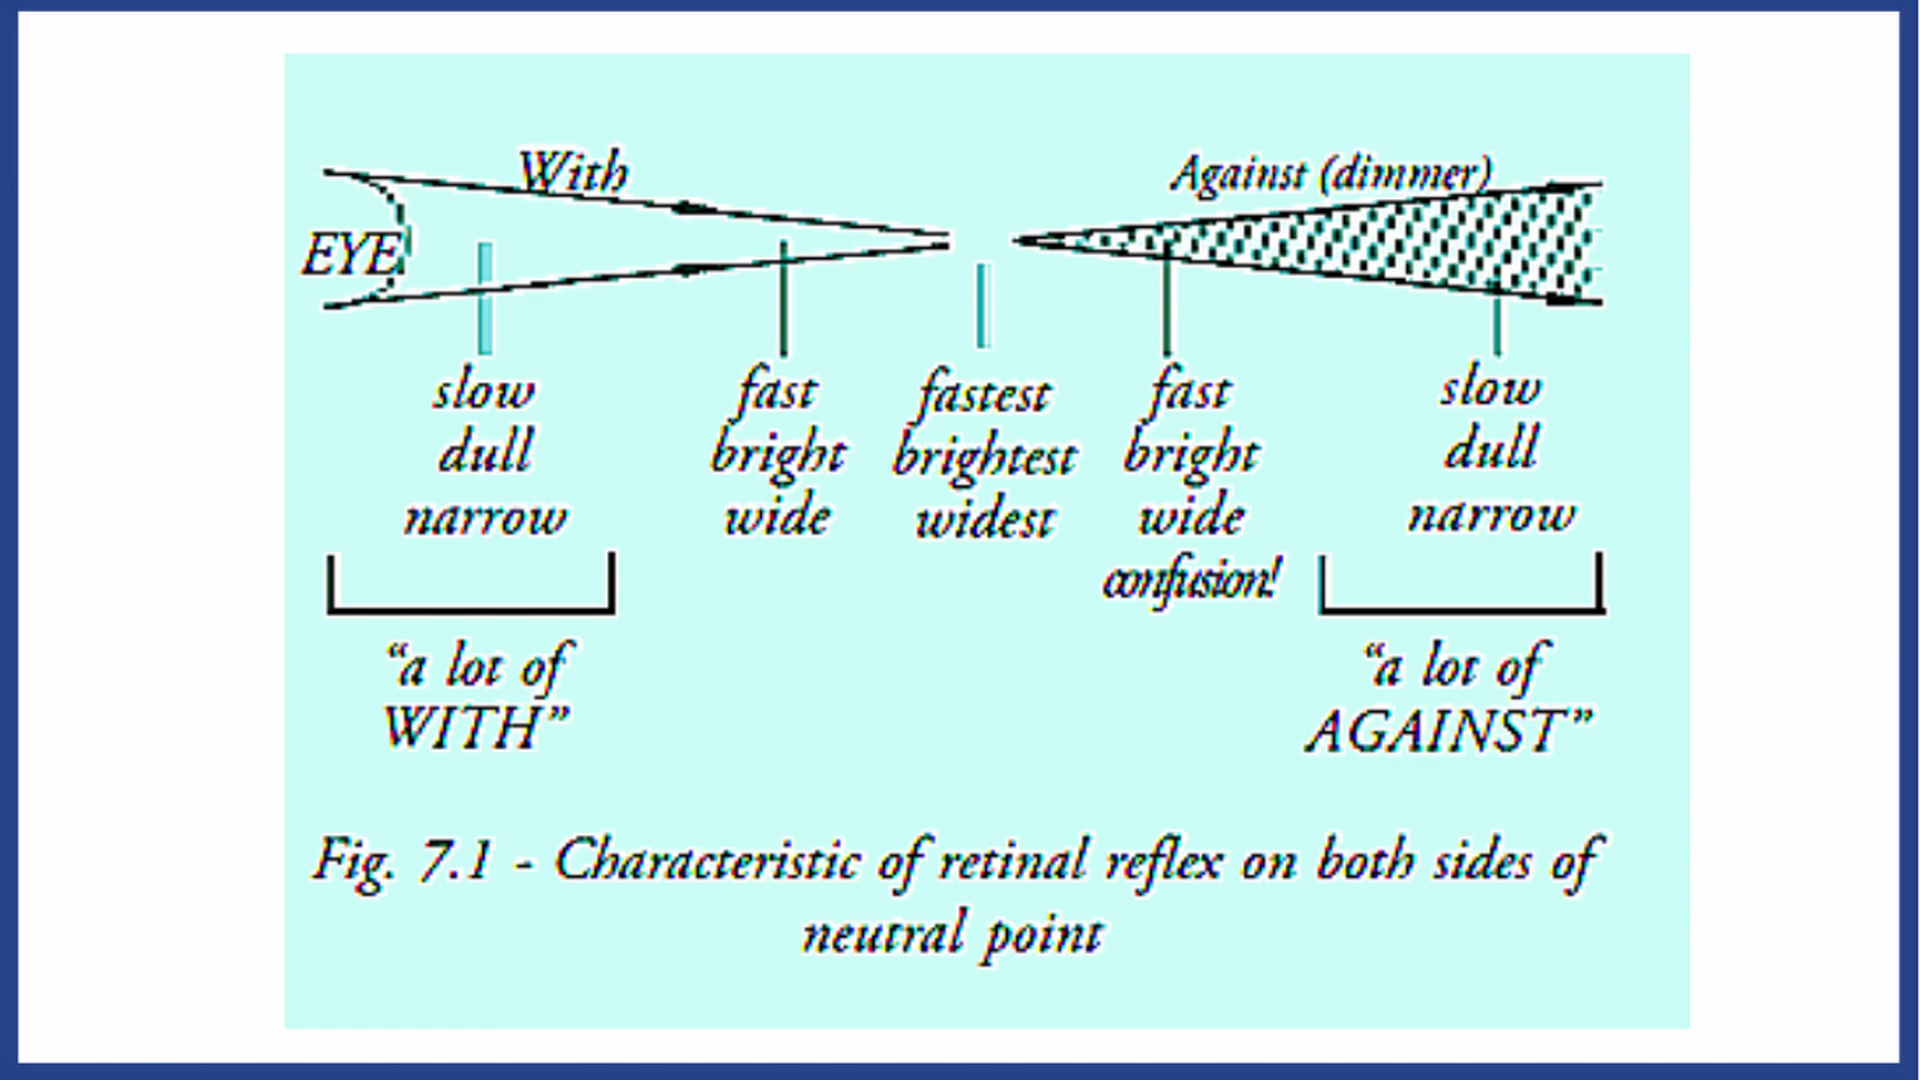 With
Against (dimmer)
EYE
slow
dull
narrow
fast
bright
wide
fastest
brightest
widest
fast
bright
wide
confusion!
slow
dull
narrow
“a lot of
WITH”
“a lot of
AGAINST”
Fig. 7.1 - Characteristic of retinal reflex on both sides of
neutral point